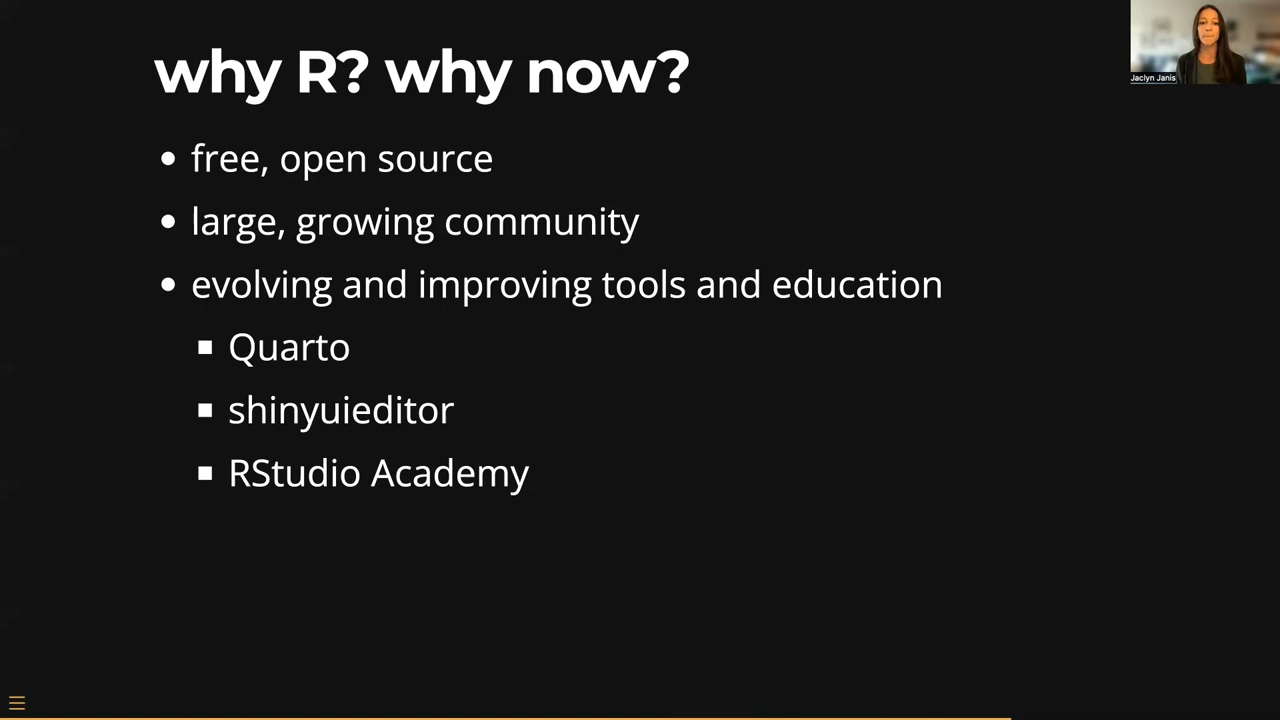 why R? why now?
Jaclyn Janis
free, open source
large, growing community
evolving and improving tools and education
Quarto
shinyuieditor
RStudio Academy